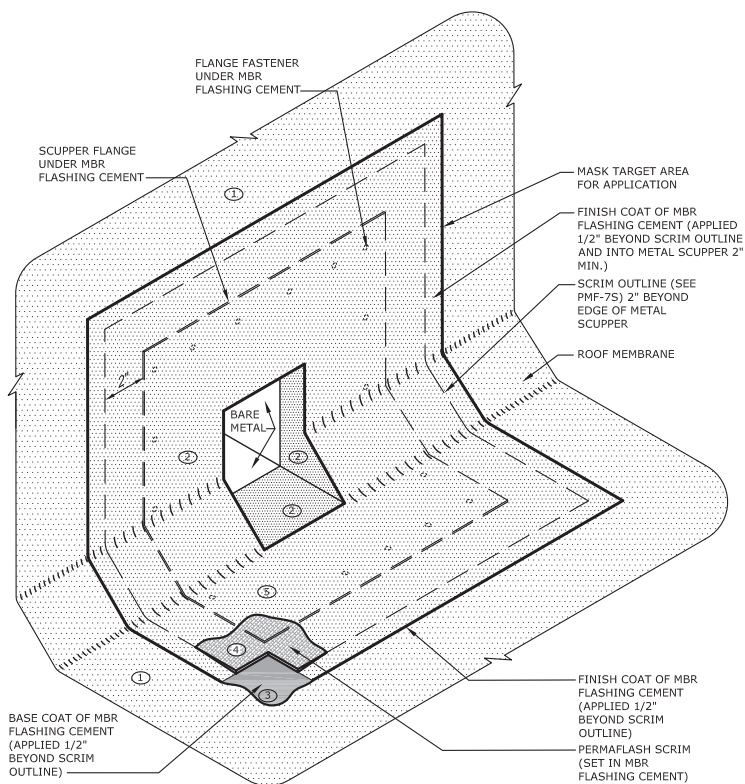 FLANGE FASTENER
UNDER MBR
FLASHING CEMENT
SCUPPER FLANGE
UNDER MBR
FLASHING CEMENT
1
MASK TARGET AREA
FOR APPLICATION
FINISH COAT OF MBR
FLASHING CEMENT (APPLIED
1/2" BEYOND SCRIM OUTLINE
AND INTO METAL SCUPPER 2"
MIN.)
SCRIM OUTLINE (SEE
PMF-7S) 2" BEYOND
EDGE OF METAL
SCUPPER
ROOF MEMBRANE
2"
BARE
METAL
2
2
2
5
4
3
1
BASE COAT OF MBR
FLASHING CEMENT
(APPLIED 1/2"
BEYOND SCRIM
OUTLINE)
FINISH COAT OF MBR
FLASHING CEMENT
(APPLIED 1/2"
BEYOND SCRIM
OUTLINE)
PERMAFLASH SCRIM
(SET IN MBR
FLASHING CEMENT)